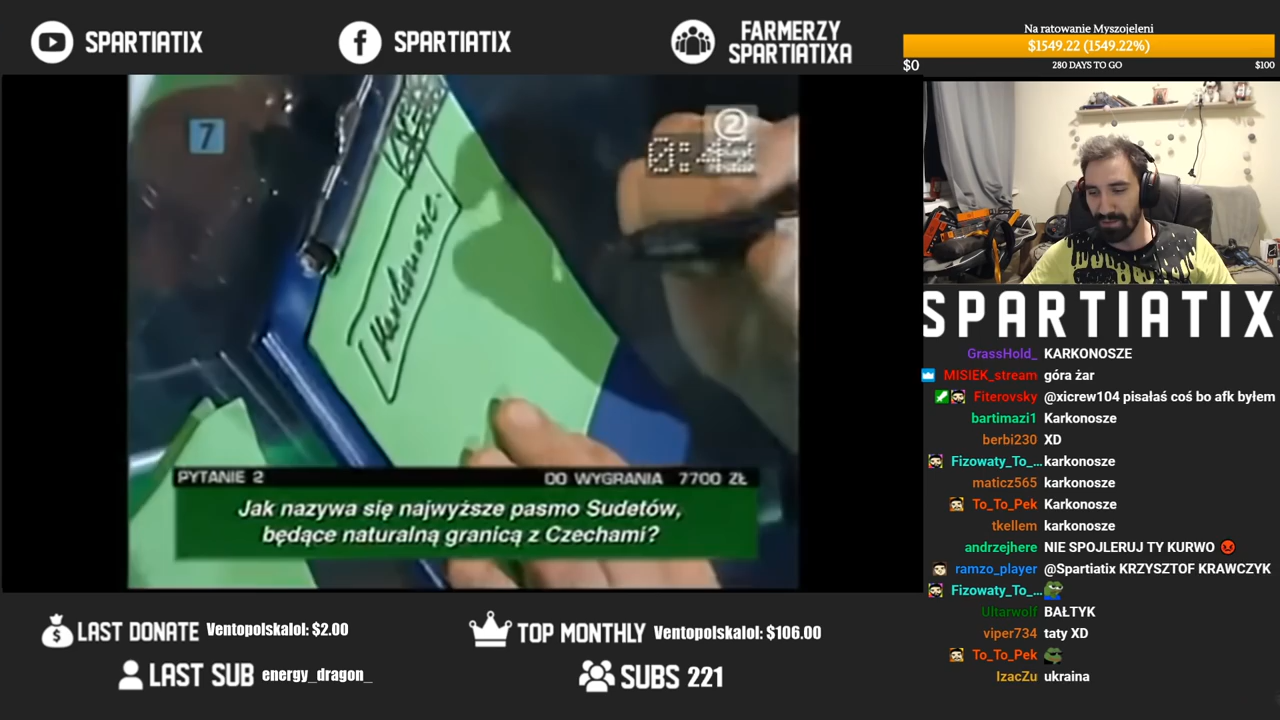 SPARTIATIX
SPARTIATIX
FARMERZY
SPARTIATIXA
Na ratowanie Myszojeleni
$1549.22 (1549.22%)
$0
280 DAYS TO GO
$100
7
2
Karkonosze.
PYTANIE 2
DO WYGRANIA 7700 ZŁ
Jak nazywa się najwyższe pasmo Sudetów,
będące naturalną granicą z Czechami?
SPARTIATIX
GrassHold_ KARKONOSZE
MISIEK_stream góra żar
Fiterovsky @xicrew104 pisałaś coś bo afk byłem
bartimazi1 Karkonosze
berbi230 XD
Fizowaty_To_... karkonosze
maticz565 karkonosze
To_To_Pek Karkonosze
tkellem karkonosze
andrzejhere NIE SPOJLERUJ TY KURWO 😡
ramzo_player @Spartiatix KRZYSZTOF KRAWCZYK
Fizowaty_To_...
Ultarwolf BAŁTYK
viper734 taty XD
To_To_Pek
IzacZu ukraina
LAST DONATE Ventopolskalol: $2.00
TOP MONTHLY Ventopolskalol: $106.00
LAST SUB energy_dragon_
SUBS 221